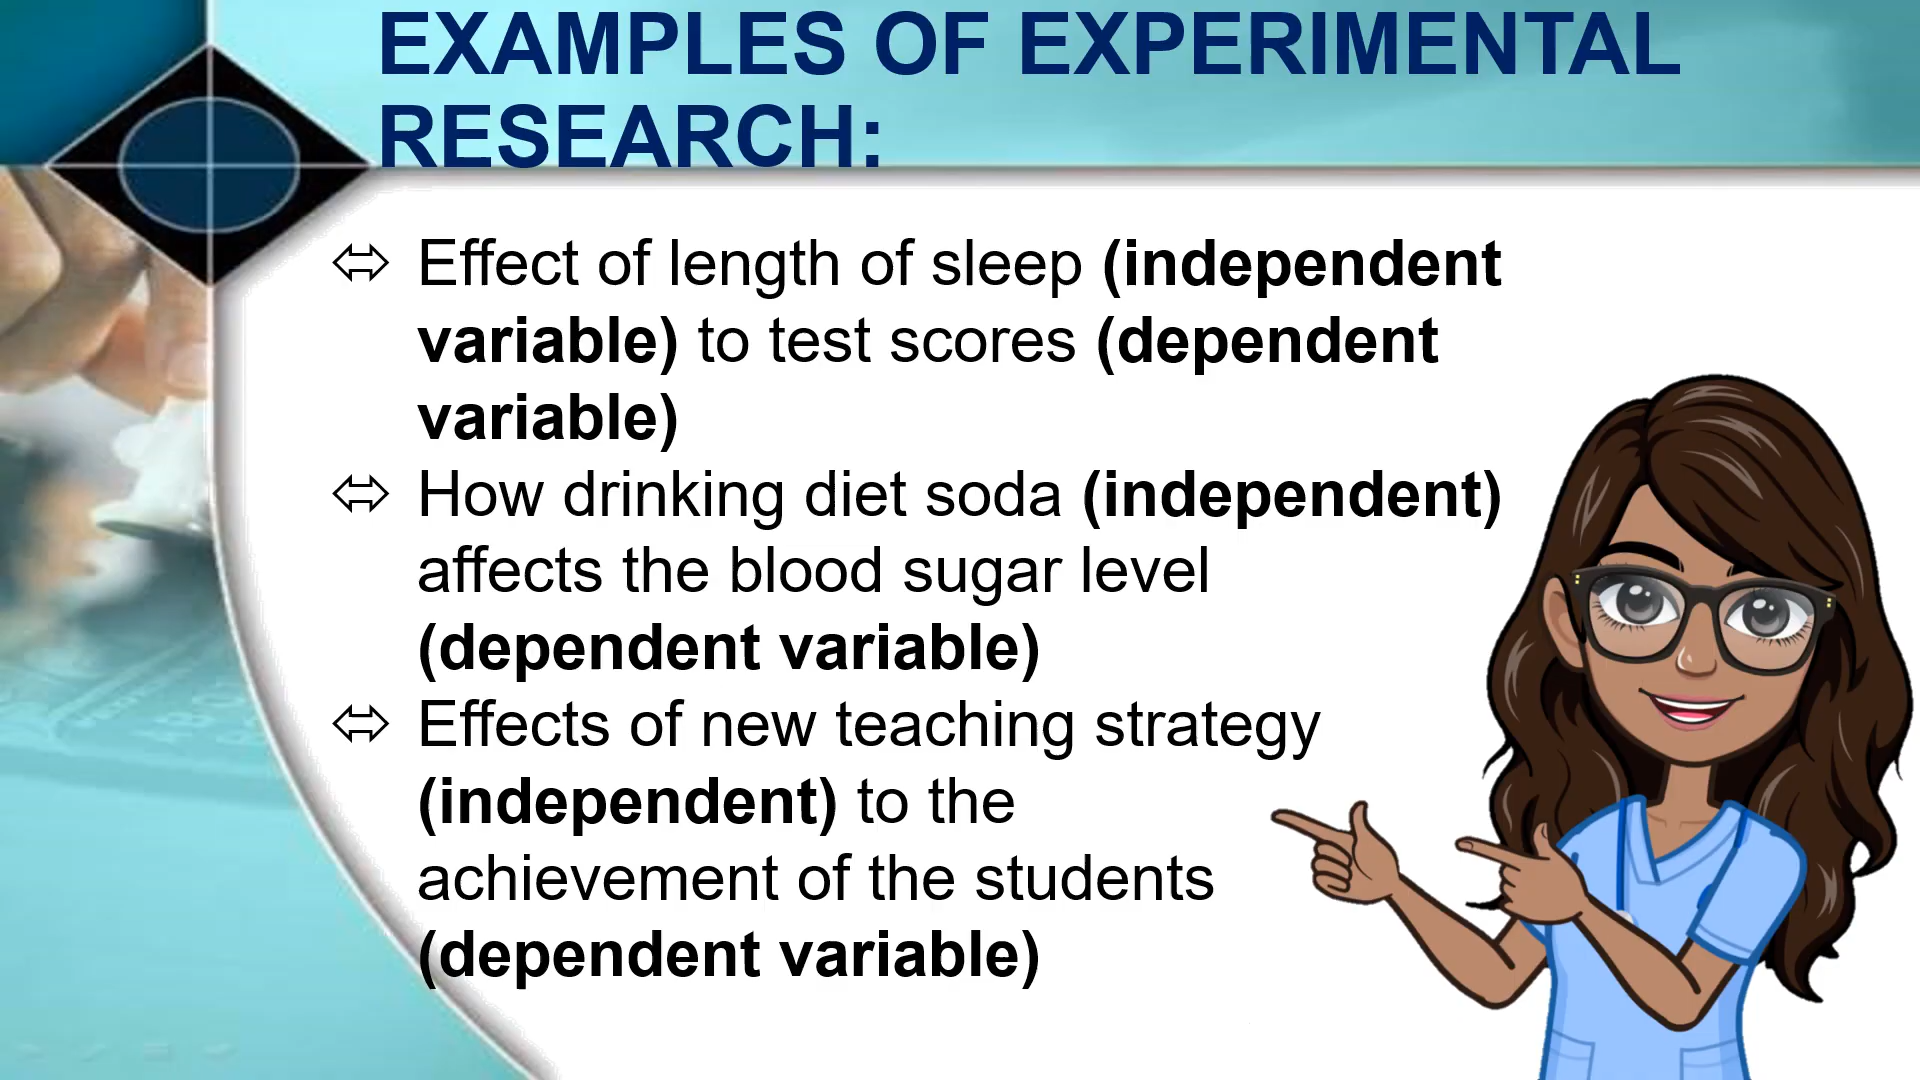 EXAMPLES OF EXPERIMENTAL
RESEARCH:
⬄ Effect of length of sleep (independent
variable) to test scores (dependent
variable)
⬄ How drinking diet soda (independent)
affects the blood sugar level
(dependent variable)
⬄ Effects of new teaching strategy
(independent) to the
achievement of the students
(dependent variable)